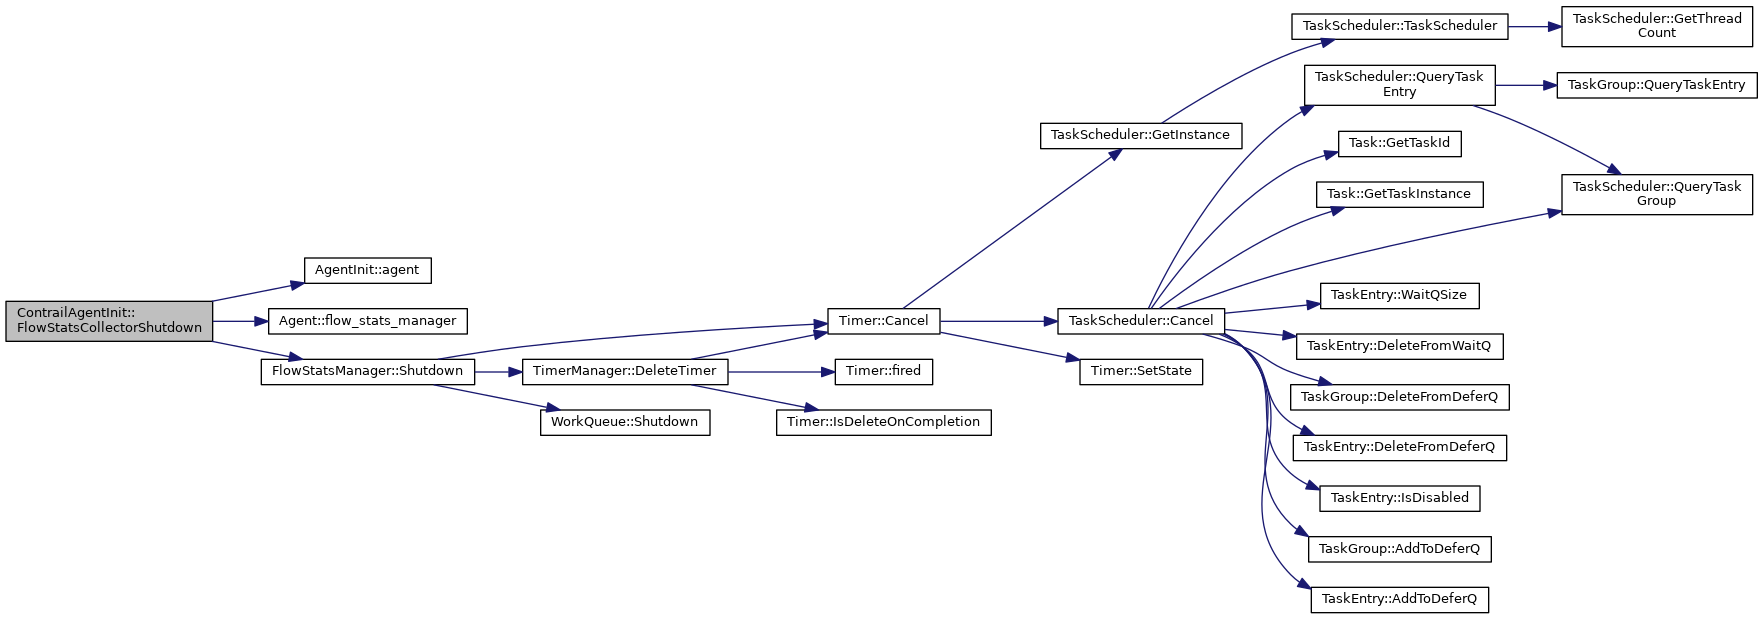 ContrailAgentInit::
FlowStatsCollectorShutdown
AgentInit::agent
Agent::flow_stats_manager
FlowStatsManager::Shutdown
TimerManager::DeleteTimer
WorkQueue::Shutdown
Timer::Cancel
Timer::fired
Timer::IsDeleteOnCompletion
TaskScheduler::GetInstance
TaskScheduler::Cancel
Timer::SetState
TaskScheduler::TaskScheduler
TaskScheduler::QueryTask
Entry
Task::GetTaskId
Task::GetTaskInstance
TaskEntry::WaitQSize
TaskEntry::DeleteFromWaitQ
TaskGroup::DeleteFromDeferQ
TaskEntry::DeleteFromDeferQ
TaskEntry::IsDisabled
TaskGroup::AddToDeferQ
TaskEntry::AddToDeferQ
TaskScheduler::GetThread
Count
TaskGroup::QueryTaskEntry
TaskScheduler::QueryTask
Group